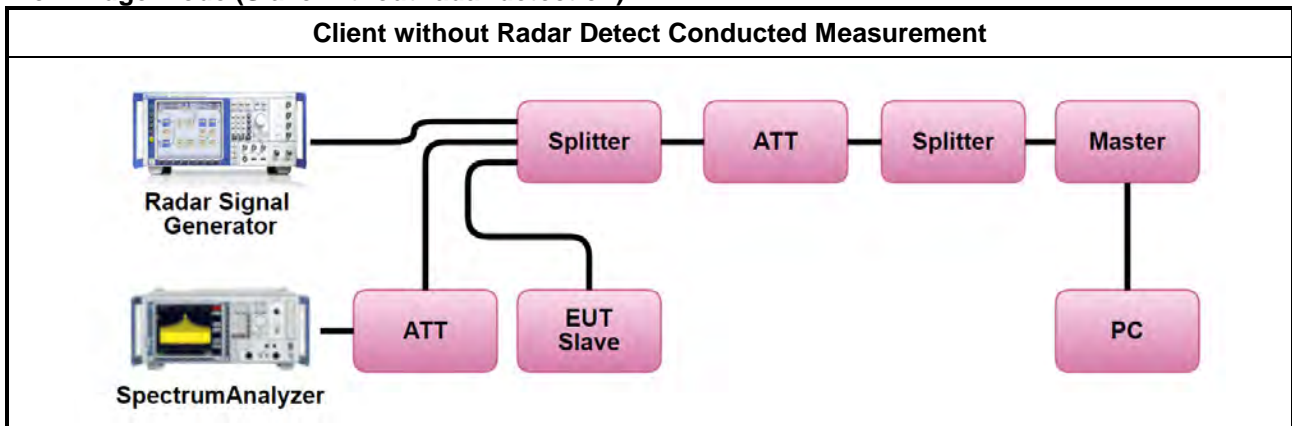 Client without Radar Detect Conducted Measurement
Splitter
ATT
Splitter
Master
Radar Signal
Generator
ATT
EUT
Slave
PC
SpectrumAnalyzer